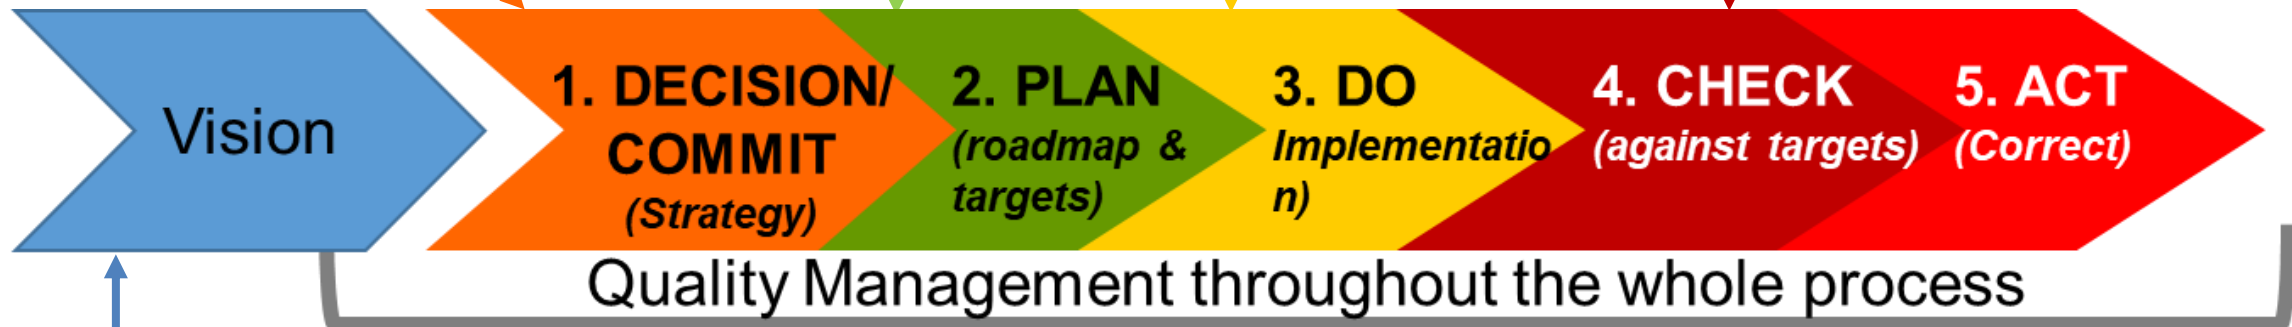 Vision
1. DECISION/
COMMIT
(Strategy)
2. PLAN
(roadmap &
targets)
3. DO
Implementatio
n)
4. CHECK
(against targets)
5. ACT
(Correct)
Quality Management throughout the whole process